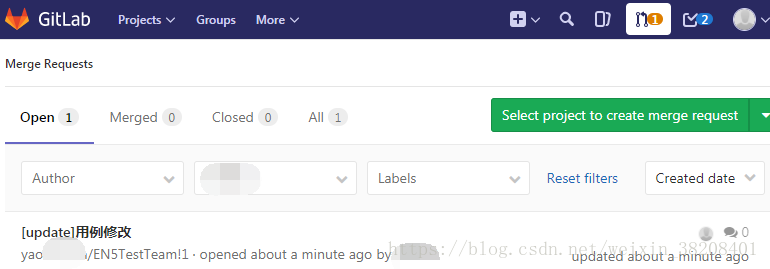 GitLab Projects Groups More 1 2
Merge Requests
Open 1 Merged 0 Closed 0 All 1 Select project to create merge request
Author Labels Reset filters Created date
[update]用例修改 0
yao /EN5TestTeam!1 · opened about a minute ago by updated about a minute ago
https://blog.csdn.net/weixin_38208401